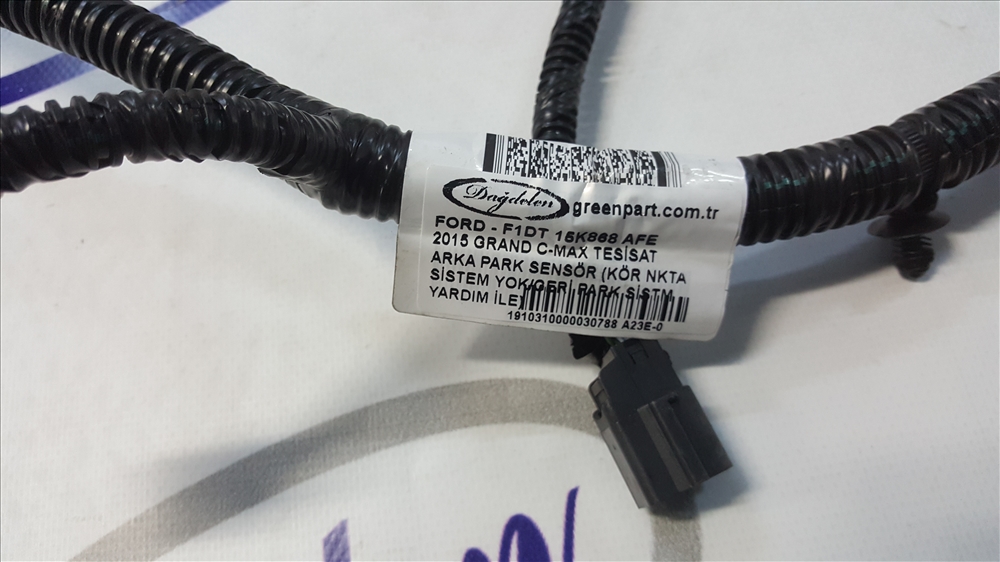 Dağdelen
greenpart.com.tr
FORD - F1DT 15K868 AFE
2015 GRAND C-MAX TESİSAT
ARKA PARK SENSÖR (KÖR NKTA
SİSTEM YOK/GERİ PARK SİSTM
YARDIM İLE)
1910310000030788 A23E-0